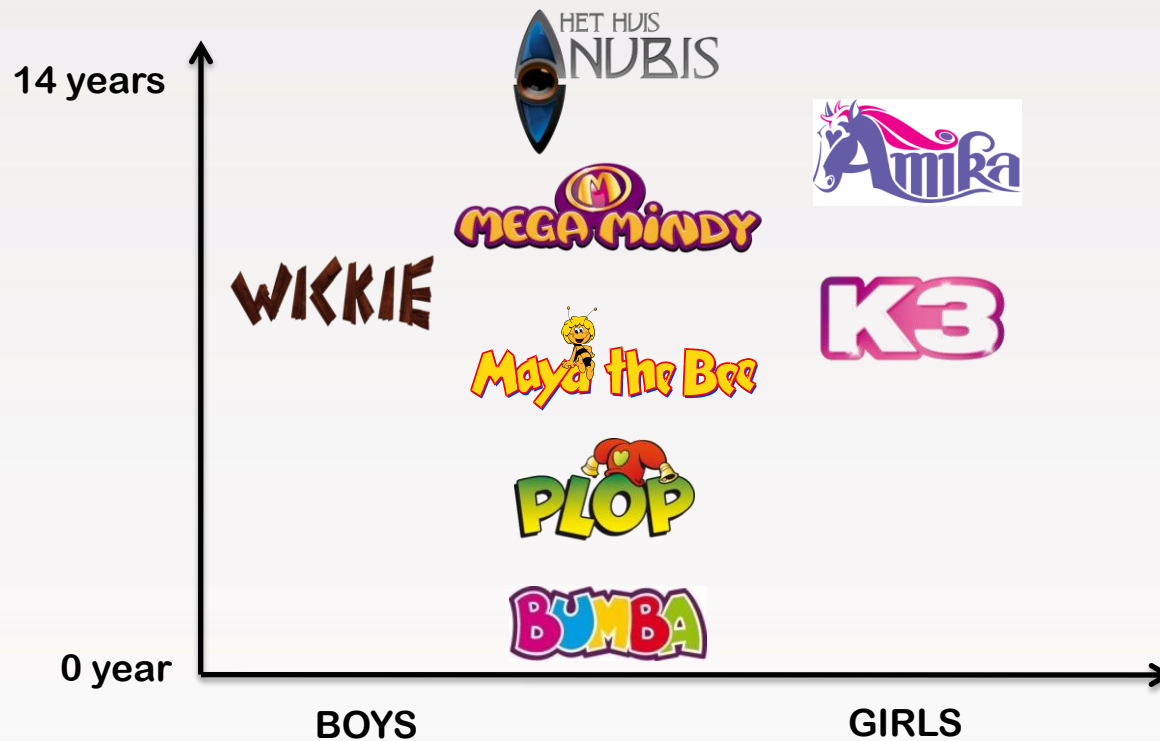 HET HUIS
ANUBIS
14 years
Amika
M
MEGA MINDY
WICKIE
K3
Maya the Bee
PLOP
BUMBA
0 year
BOYS
GIRLS